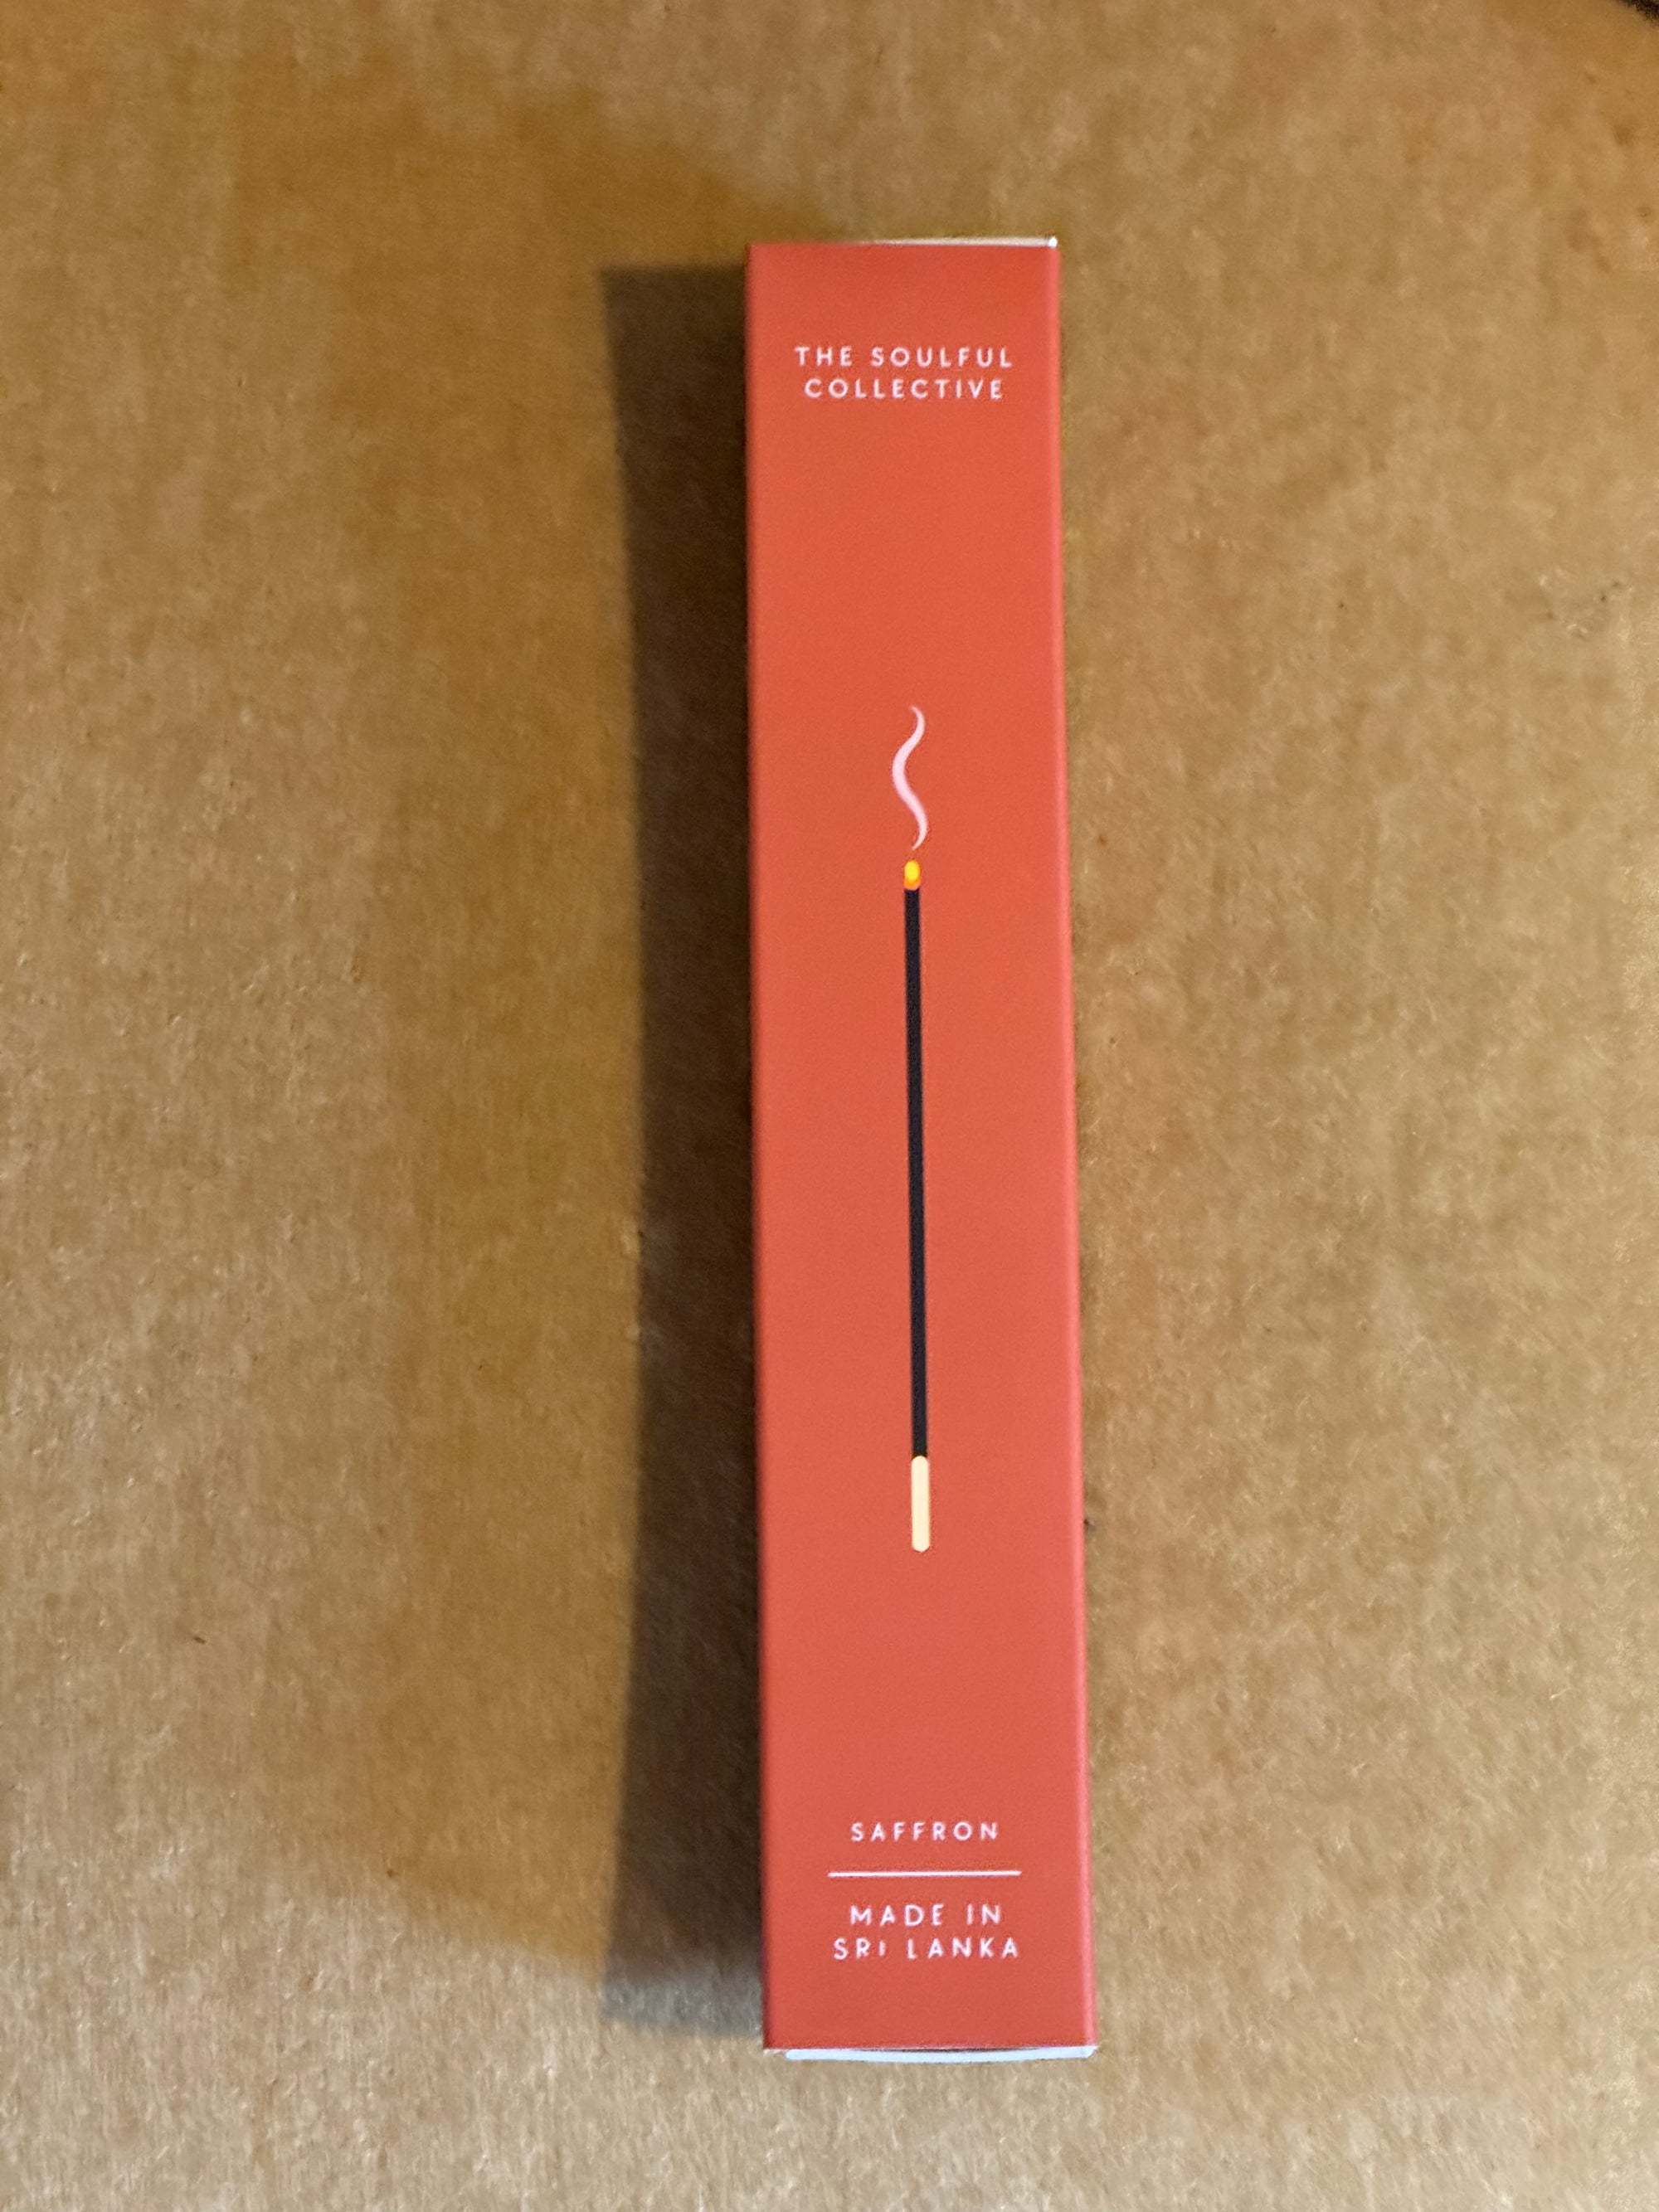 THE SOULFUL
COLLECTIVE
SAFFRON
MADE IN
SRI LANKA